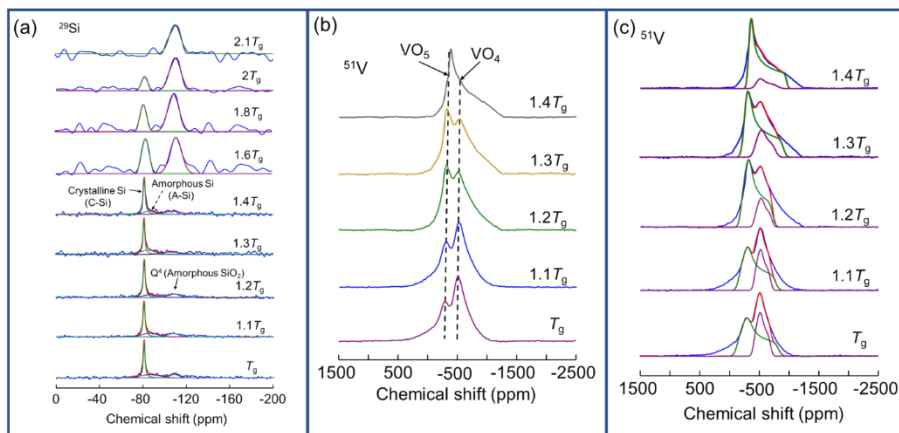 (a)
²⁹Si
2.1Tg
2Tg
1.8Tg
1.6Tg
Crystalline Si
(C-Si)
Amorphous Si
(A-Si)
1.4Tg
1.3Tg
Q⁴ (Amorphous SiO₂)
1.2Tg
1.1Tg
Tg
0 -40 -80 -120 -160 -200
Chemical shift (ppm)
(b)
VO₅ VO₄
⁵¹V
1.4Tg
1.3Tg
1.2Tg
1.1Tg
Tg
1500 500 -500 -1500 -2500
Chemical shift (ppm)
(c)
⁵¹V
1.4Tg
1.3Tg
1.2Tg
1.1Tg
Tg
1500 500 -500 -1500 -2500
Chemical shift (ppm)